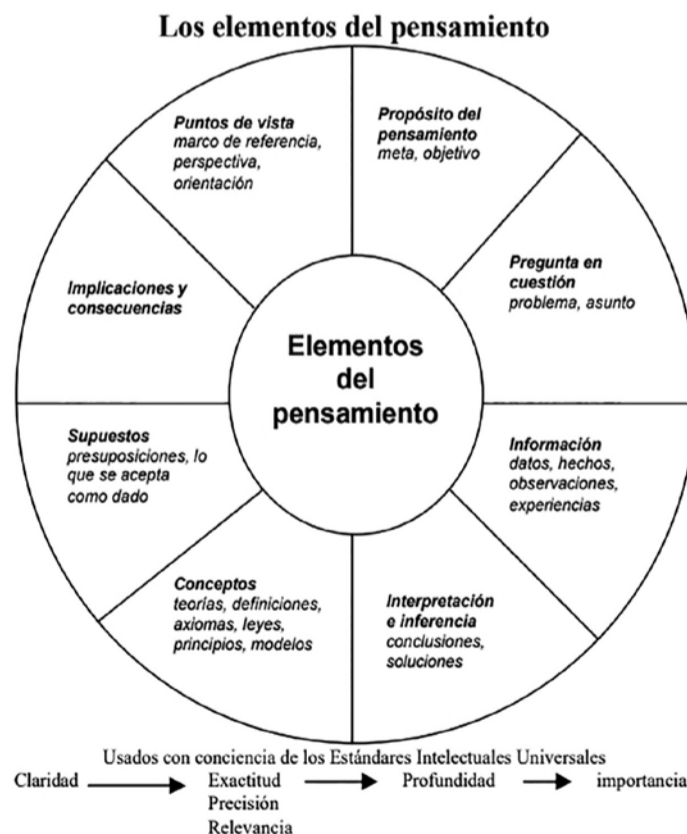 Los elementos del pensamiento
Puntos de vista
marco de referencia,
perspectiva,
orientación
Propósito del
pensamiento
meta, objetivo
Pregunta en
cuestión
problema, asunto
Información
datos, hechos,
observaciones,
experiencias
Interpretación
e inferencia
conclusiones,
soluciones
Conceptos
teorías, definiciones,
axiomas, leyes,
principios, modelos
Supuestos
presuposiciones, lo
que se acepta
como dado
Implicaciones y
consecuencias
Elementos
del
pensamiento
Usados con conciencia de los Estándares Intelectuales Universales
Claridad Exactitud Profundidad importancia
Precisión
Relevancia